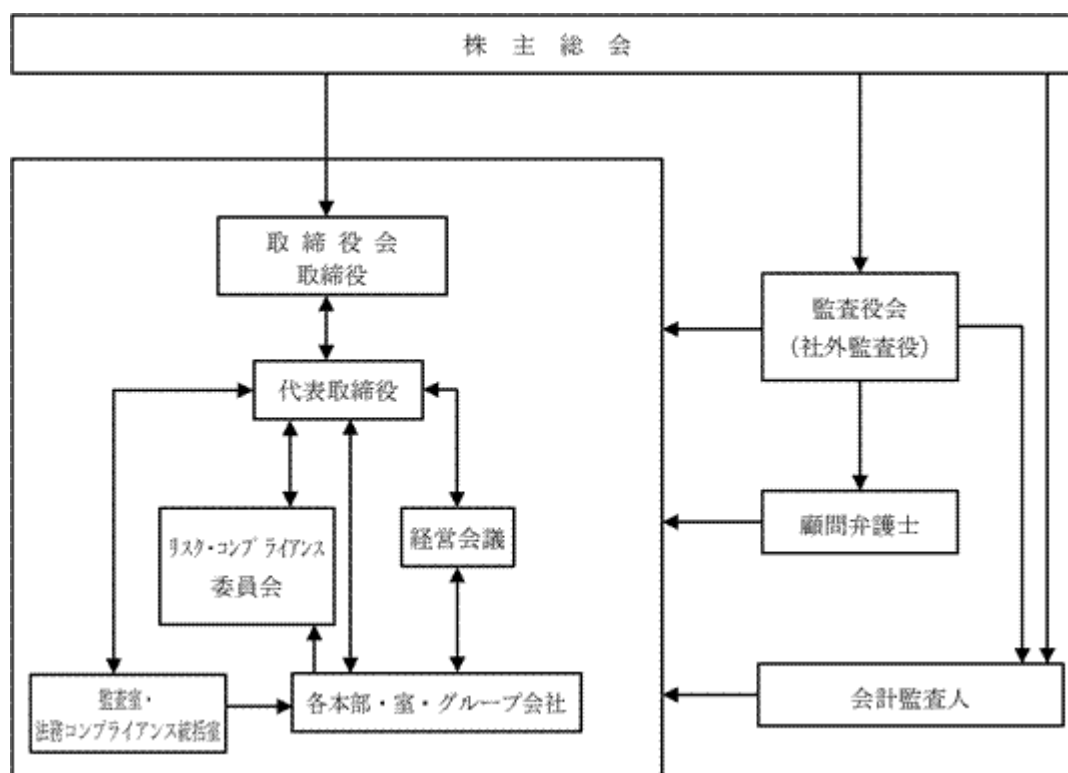 株主総会
取締役会
取締役
監査役会
(社外監査役)
代表取締役
リスク・コンプライアンス
委員会
経営会議
顧問弁護士
監査室・
法務コンプライアンス統括室
各本部・室・グループ会社
会計監査人